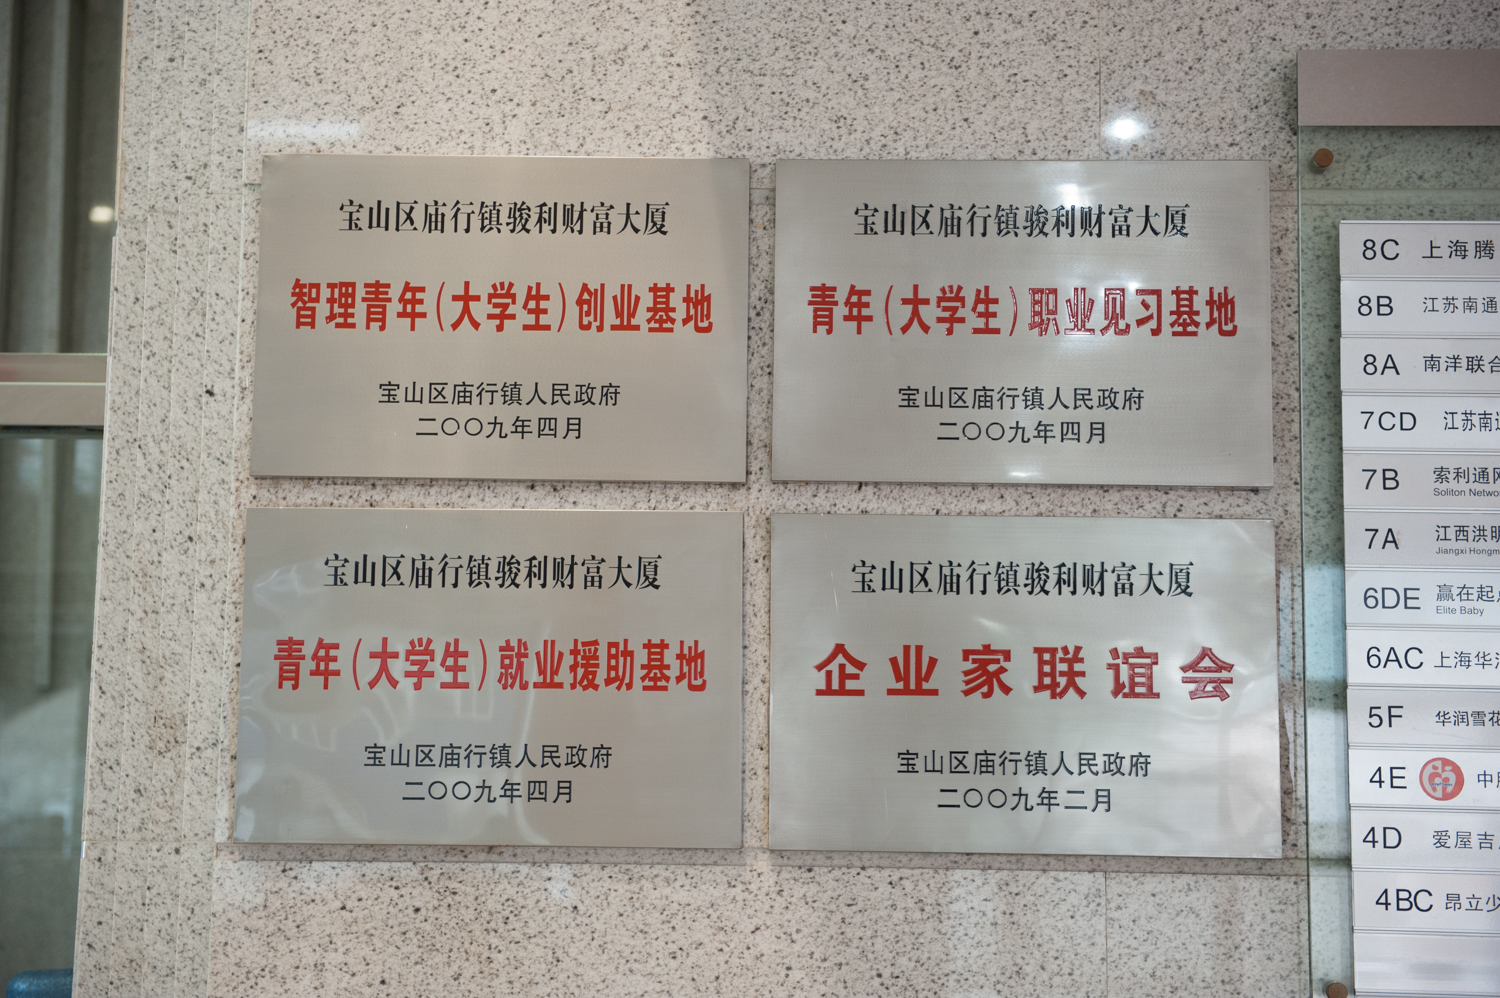 宝山区庙行镇骏利财富大厦
智理青年(大学生)创业基地
宝山区庙行镇人民政府
二〇〇九年四月
宝山区庙行镇骏利财富大厦
青年(大学生)职业见习基地
宝山区庙行镇人民政府
二〇〇九年四月
宝山区庙行镇骏利财富大厦
青年(大学生)就业援助基地
宝山区庙行镇人民政府
二〇〇九年四月
宝山区庙行镇骏利财富大厦
企业家联谊会
宝山区庙行镇人民政府
二〇〇九年二月
8C 上海腾
8B 江苏南通
8A 南洋联合
7CD 江苏南通
7B 索利通网
Soliton Netwo
7A 江西洪明
Jiangxi Hongm
6DE 赢在起点
Elite Baby
6AC 上海华
5F 华润雪花
4E 中
4D 爱屋吉
4BC 昂立少